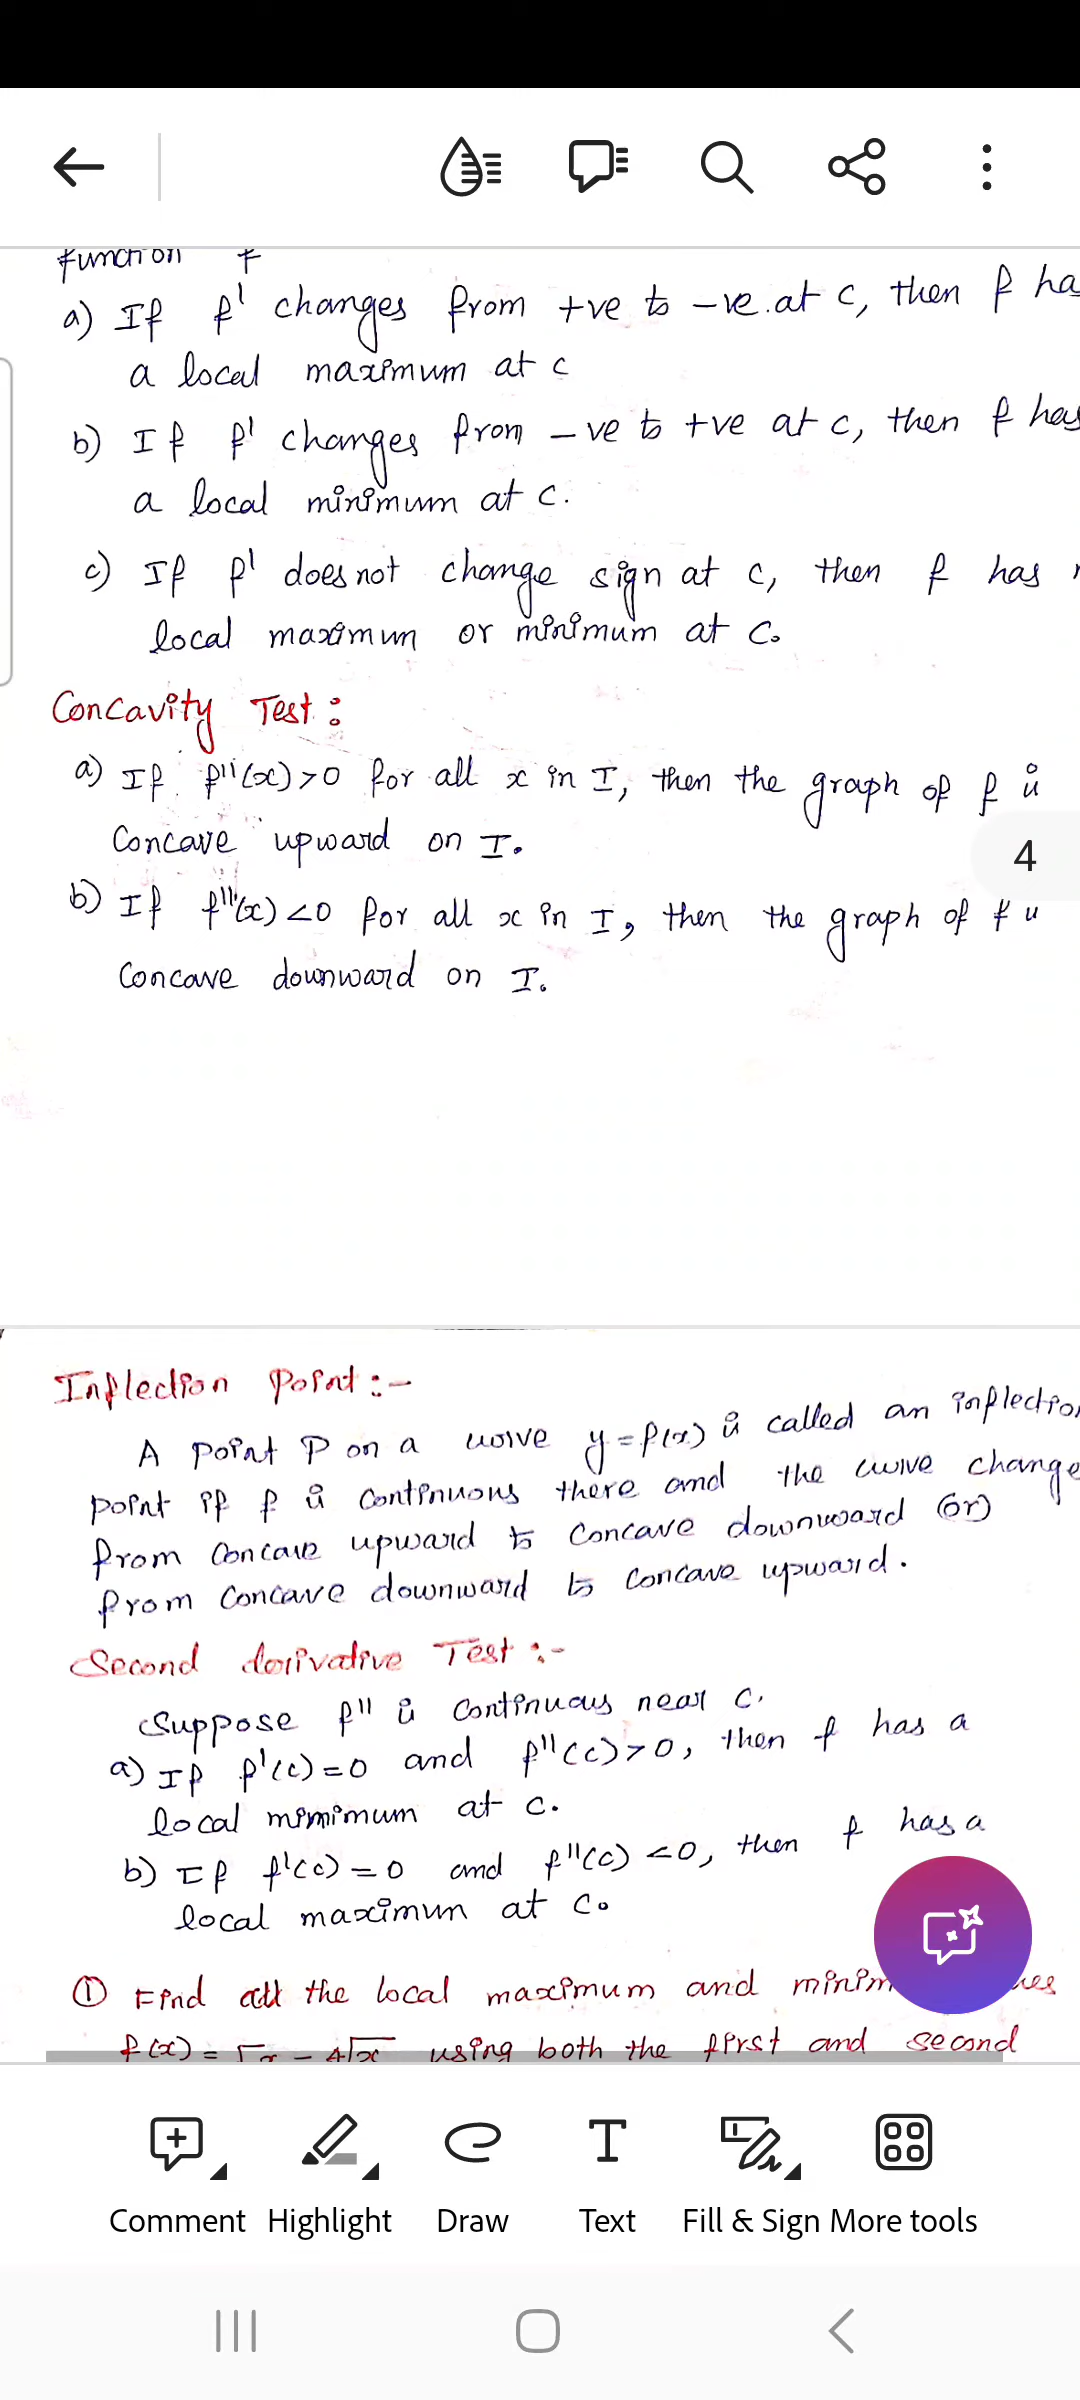 function f
a) If f' changes from +ve to -ve at c, then f ha
a local maximum at c
b) If f' changes from -ve to +ve at c, then f has
a local minimum at c.
c) If f' does not change sign at c, then f has
local maximum or minimum at c.
Concavity Test:
a) If f''(x)>0 for all x in I, then the graph of f is
Concave upward on I.
4
b) If f''(x)<0 for all x in I, then the graph of f is
Concave downward on I.
Inflection Point:-
A point P on a curve y=f(x) is called an inflection
point if f is continuous there and the curve change
from Concave upward to concave downward (or)
from concave downward to concave upward.
Second derivative Test:-
Suppose f'' is continuous near c.
a) If f'(c)=0 and f''(c)>0, then f has a
local minimum at c.
b) If f'(c)=0 and f''(c)<0, then f has a
local maximum at c.
① Find all the local maximum and minim
f(x) = using both the first and second
Comment Highlight Draw Text Fill & Sign More tools